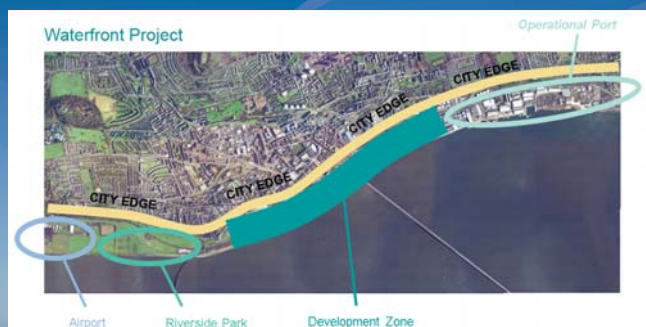 Operational Port
Waterfront Project
CITY EDGE
CITY EDGE
CITY EDGE
CITY EDGE
Airport
Riverside Park
Development Zone